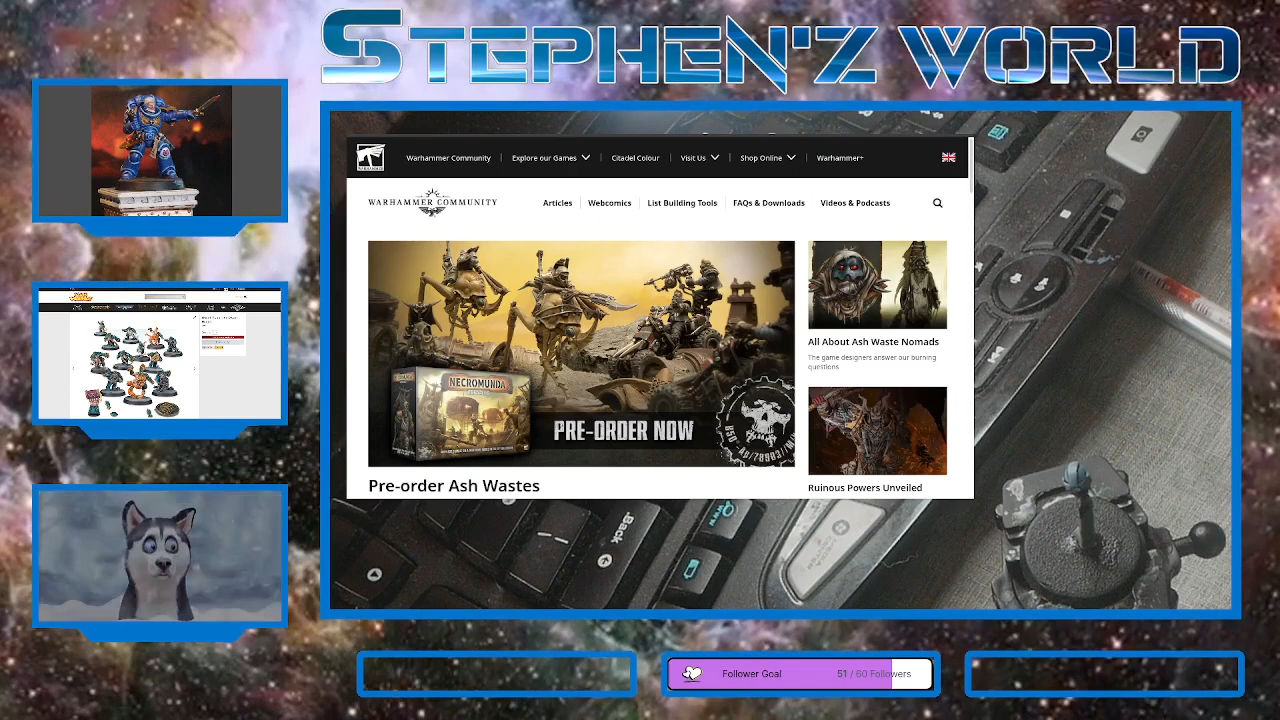 STEPHEN'Z WORLD
Warhammer Community
Explore our Games
Citadel Colour
Visit Us
Shop Online
Warhammer+
WARHAMMER COMMUNITY
Articles
Webcomics
List Building Tools
FAQs & Downloads
Videos & Podcasts
NECROMUNDA
PRE-ORDER NOW
All About Ash Waste Nomads
The game designers answer our burning
questions
Pre-order Ash Wastes
Ruinous Powers Unveiled
Back
WWW
Follower Goal
51 / 60 Followers